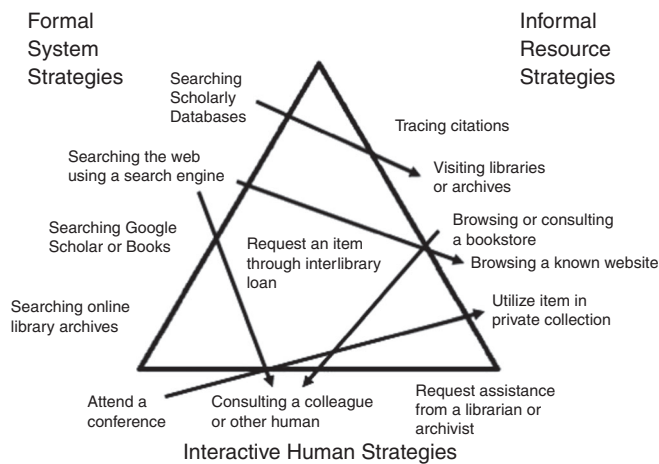 Formal
System
Strategies
Informal
Resource
Strategies
Searching
Scholarly
Databases
Tracing citations
Searching the web
using a search engine
Visiting libraries
or archives
Searching Google
Scholar or Books
Request an item
through interlibrary
loan
Browsing or consulting
a bookstore
Browsing a known website
Searching online
library archives
Utilize item in
private collection
Attend a
conference
Consulting a colleague
or other human
Request assistance
from a librarian or
archivist
Interactive Human Strategies